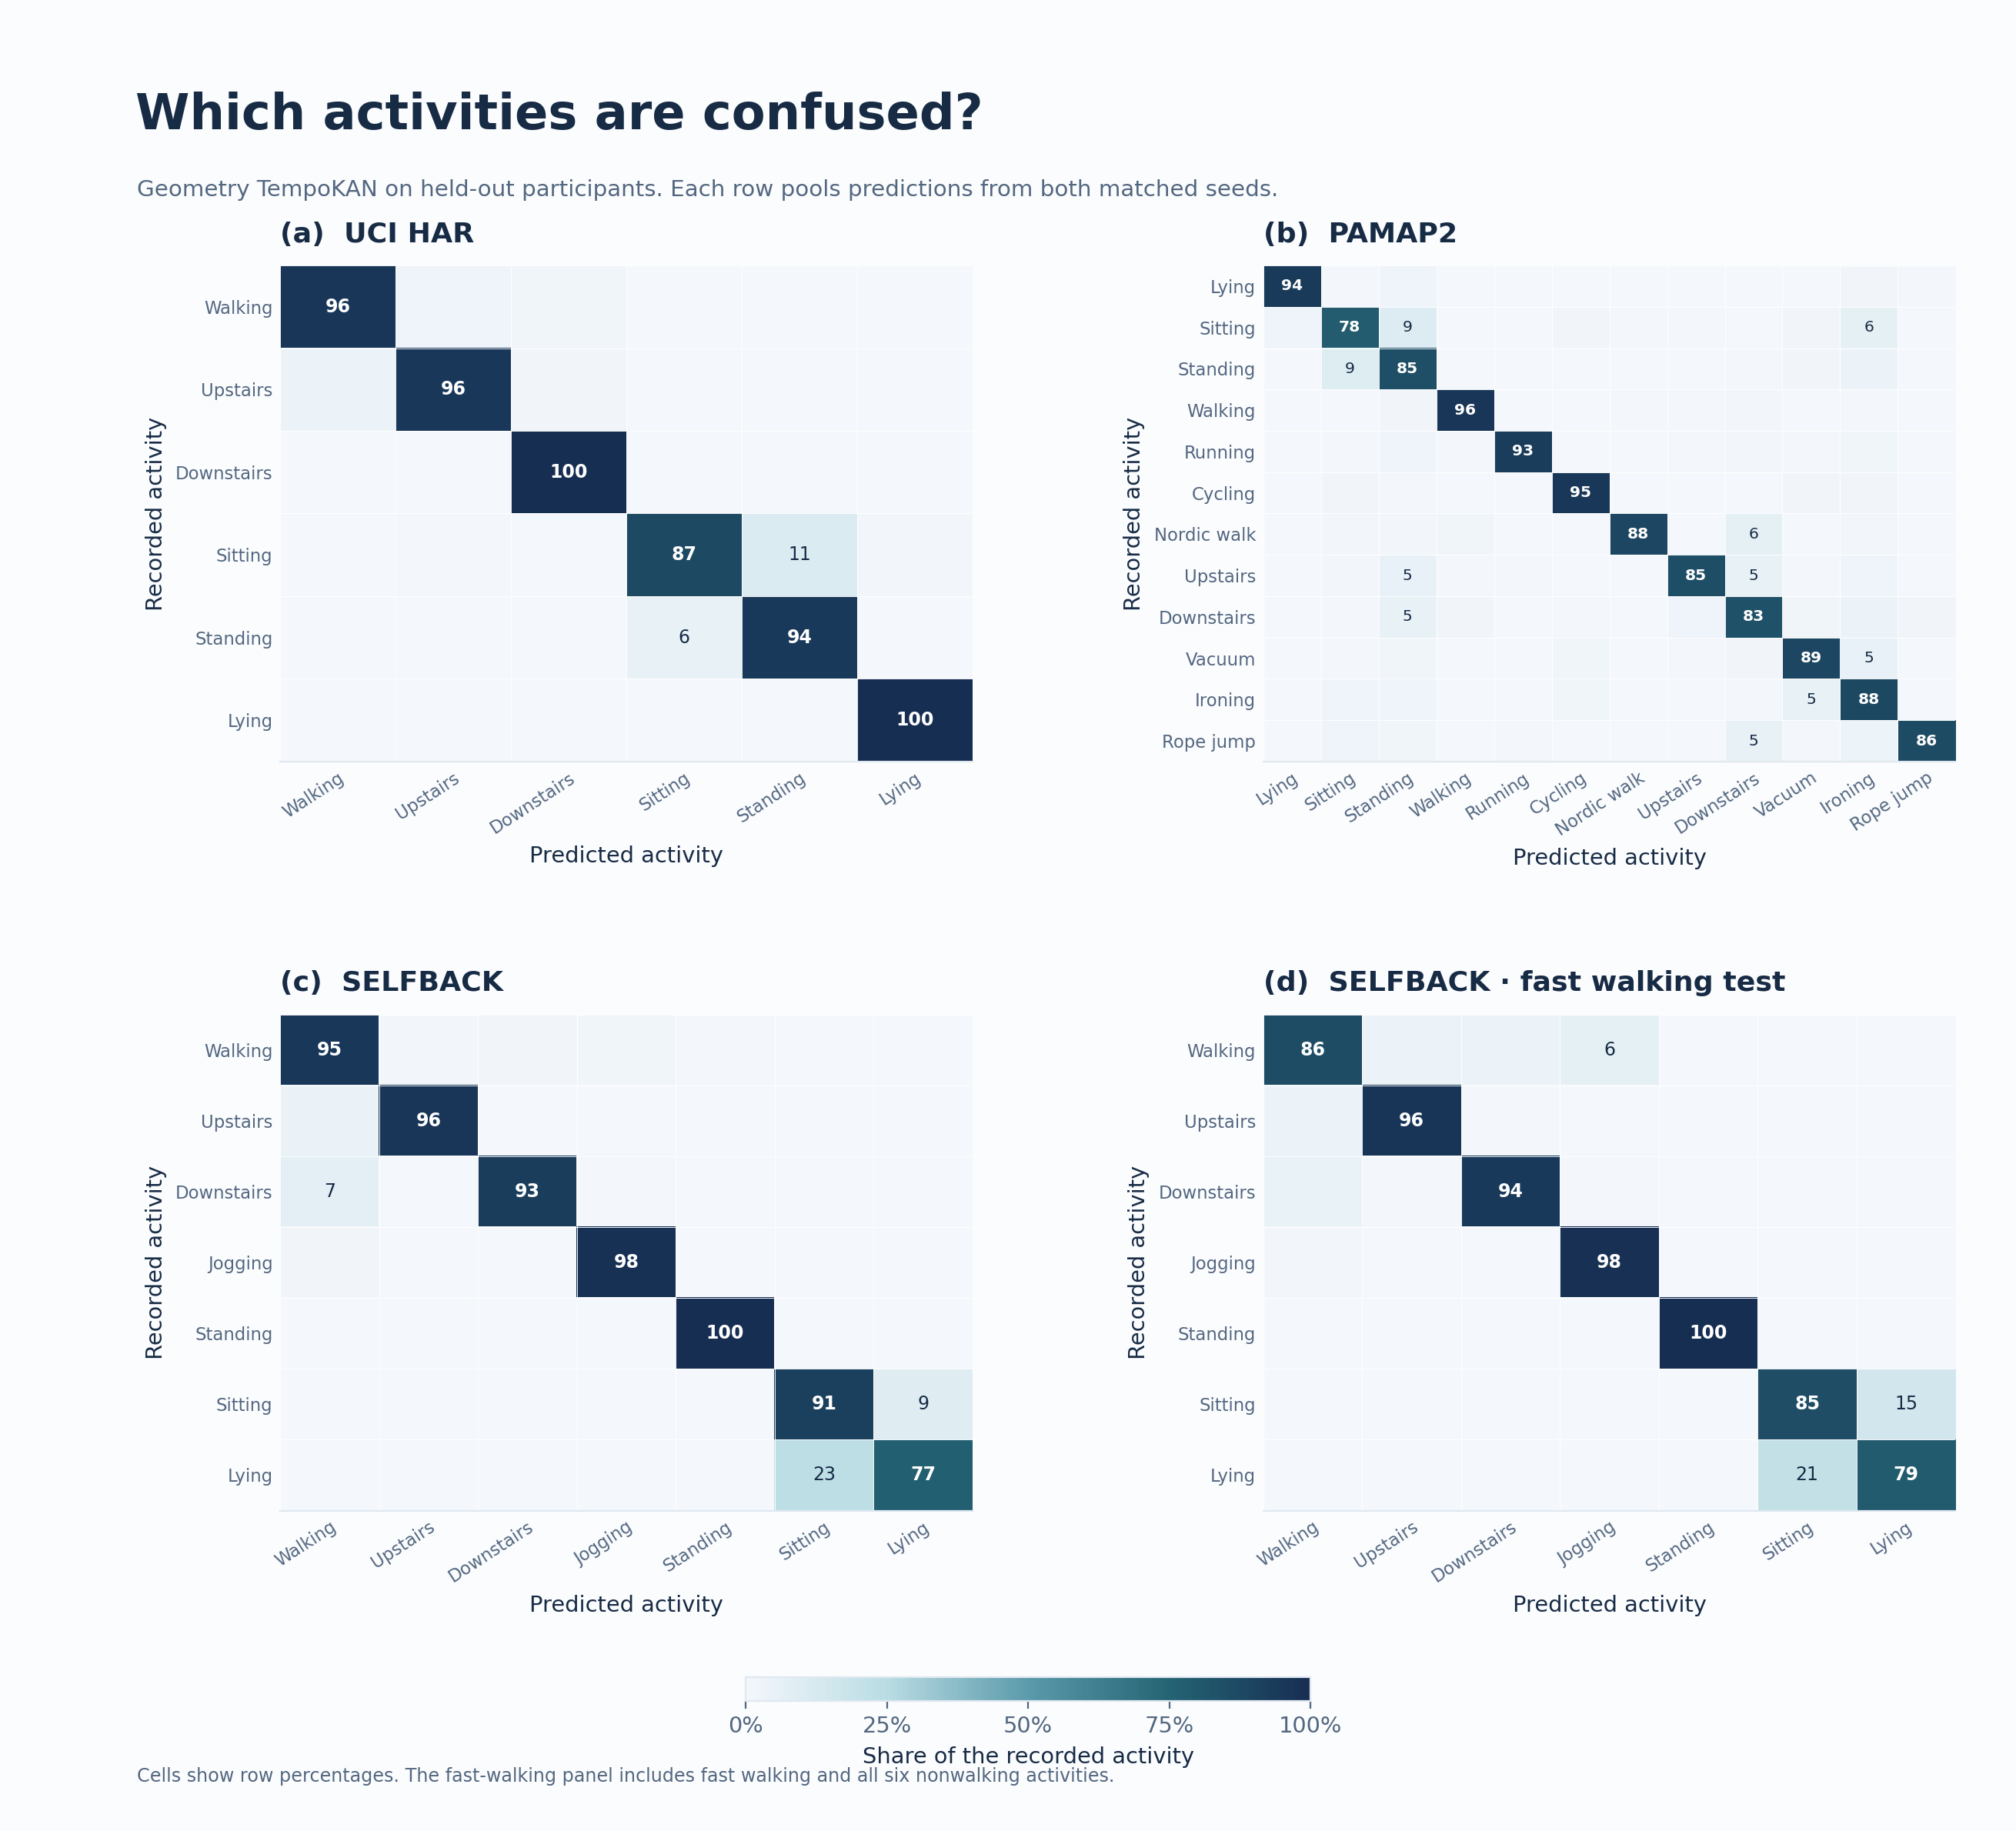 Which activities are confused?
Geometry TempoKAN on held-out participants. Each row pools predictions from both matched seeds.
(a) UCI HAR
Recorded activity
Walking 96
Upstairs 96
Downstairs 100
Sitting 87 11
Standing 6 94
Lying 100
Walking Upstairs Downstairs Sitting Standing Lying
Predicted activity
(b) PAMAP2
Recorded activity
Lying 94
Sitting 78 9 6
Standing 9 85
Walking 96
Running 93
Cycling 95
Nordic walk 88 6
Upstairs 5 85 5
Downstairs 5 83
Vacuum 89 5
Ironing 5 88
Rope jump 5 86
Lying Sitting Standing Walking Running Cycling Nordic walk Upstairs Downstairs Vacuum Ironing Rope jump
Predicted activity
(c) SELFBACK
Recorded activity
Walking 95
Upstairs 96
Downstairs 7 93
Jogging 98
Standing 100
Sitting 91 9
Lying 23 77
Walking Upstairs Downstairs Jogging Standing Sitting Lying
Predicted activity
(d) SELFBACK · fast walking test
Recorded activity
Walking 86 6
Upstairs 96
Downstairs 94
Jogging 98
Standing 100
Sitting 85 15
Lying 21 79
Walking Upstairs Downstairs Jogging Standing Sitting Lying
Predicted activity
0% 25% 50% 75% 100%
Share of the recorded activity
Cells show row percentages. The fast-walking panel includes fast walking and all six nonwalking activities.